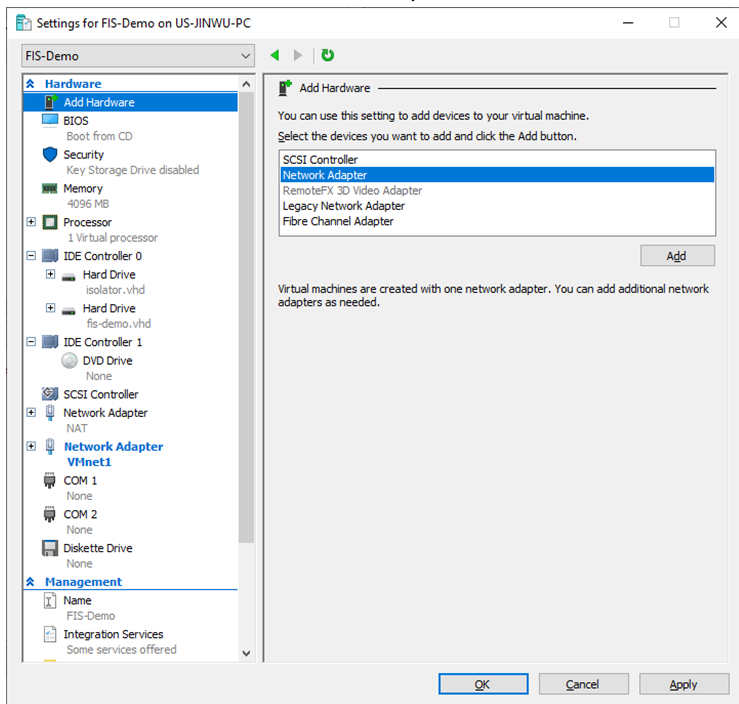 Settings for FIS-Demo on US-JINWU-PC
FIS-Demo
Hardware
Add Hardware
BIOS
Boot from CD
Security
Key Storage Drive disabled
Memory
4096 MB
Processor
1 Virtual processor
IDE Controller 0
Hard Drive
isolator.vhd
Hard Drive
fis-demo.vhd
IDE Controller 1
DVD Drive
None
SCSI Controller
Network Adapter
NAT
Network Adapter
VMnet1
COM 1
None
COM 2
None
Diskette Drive
None
Management
Name
FIS-Demo
Integration Services
Some services offered
Add Hardware
You can use this setting to add devices to your virtual machine.
Select the devices you want to add and click the Add button.
SCSI Controller
Network Adapter
RemoteFX 3D Video Adapter
Legacy Network Adapter
Fibre Channel Adapter
Add
Virtual machines are created with one network adapter. You can add additional network
adapters as needed.
OK
Cancel
Apply